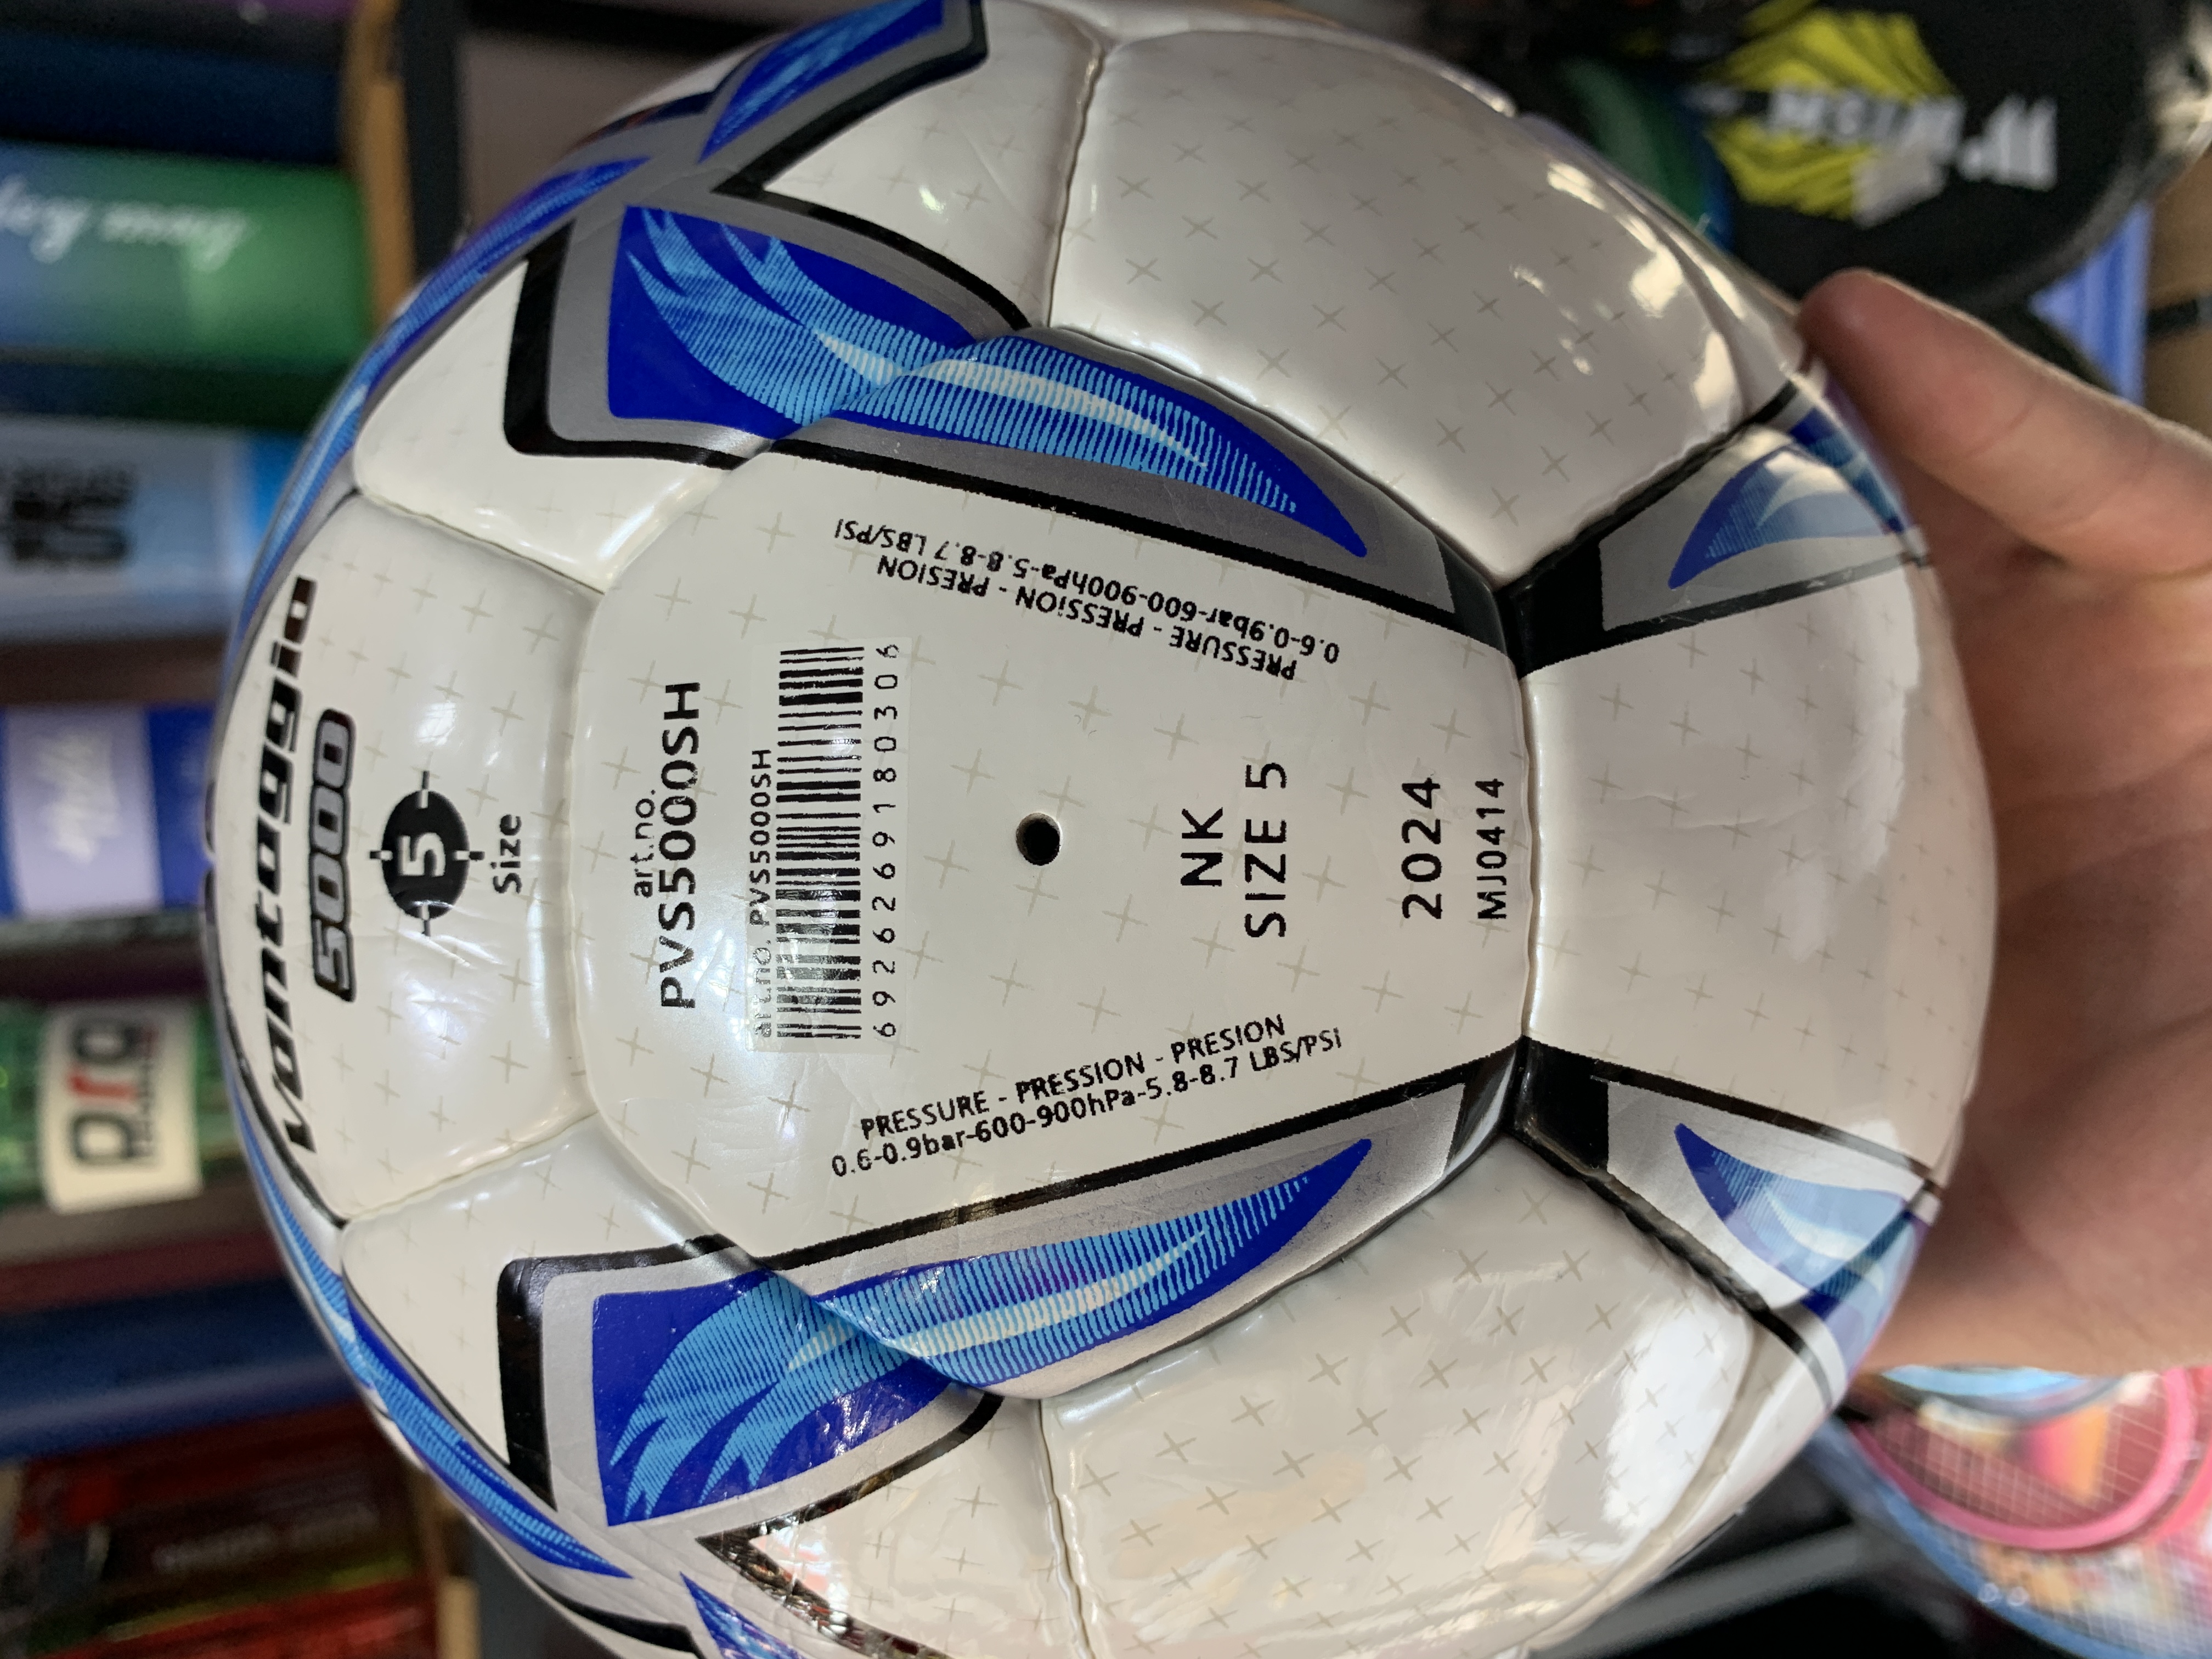 Vantaggio
5000
5
Size
art.no.
PVS5000SH
art.no. PVS5000SH
6926269180306
PRESSURE - PRESSION - PRESION
0.6-0.9bar-600-900hPa-5.8-8.7 LBS/PSI
NK
SIZE 5
2024
MJ0414
PRESSURE - PRESSION - PRESION
0.6-0.9bar-600-900hPa-5.8-8.7 LBS/PSI